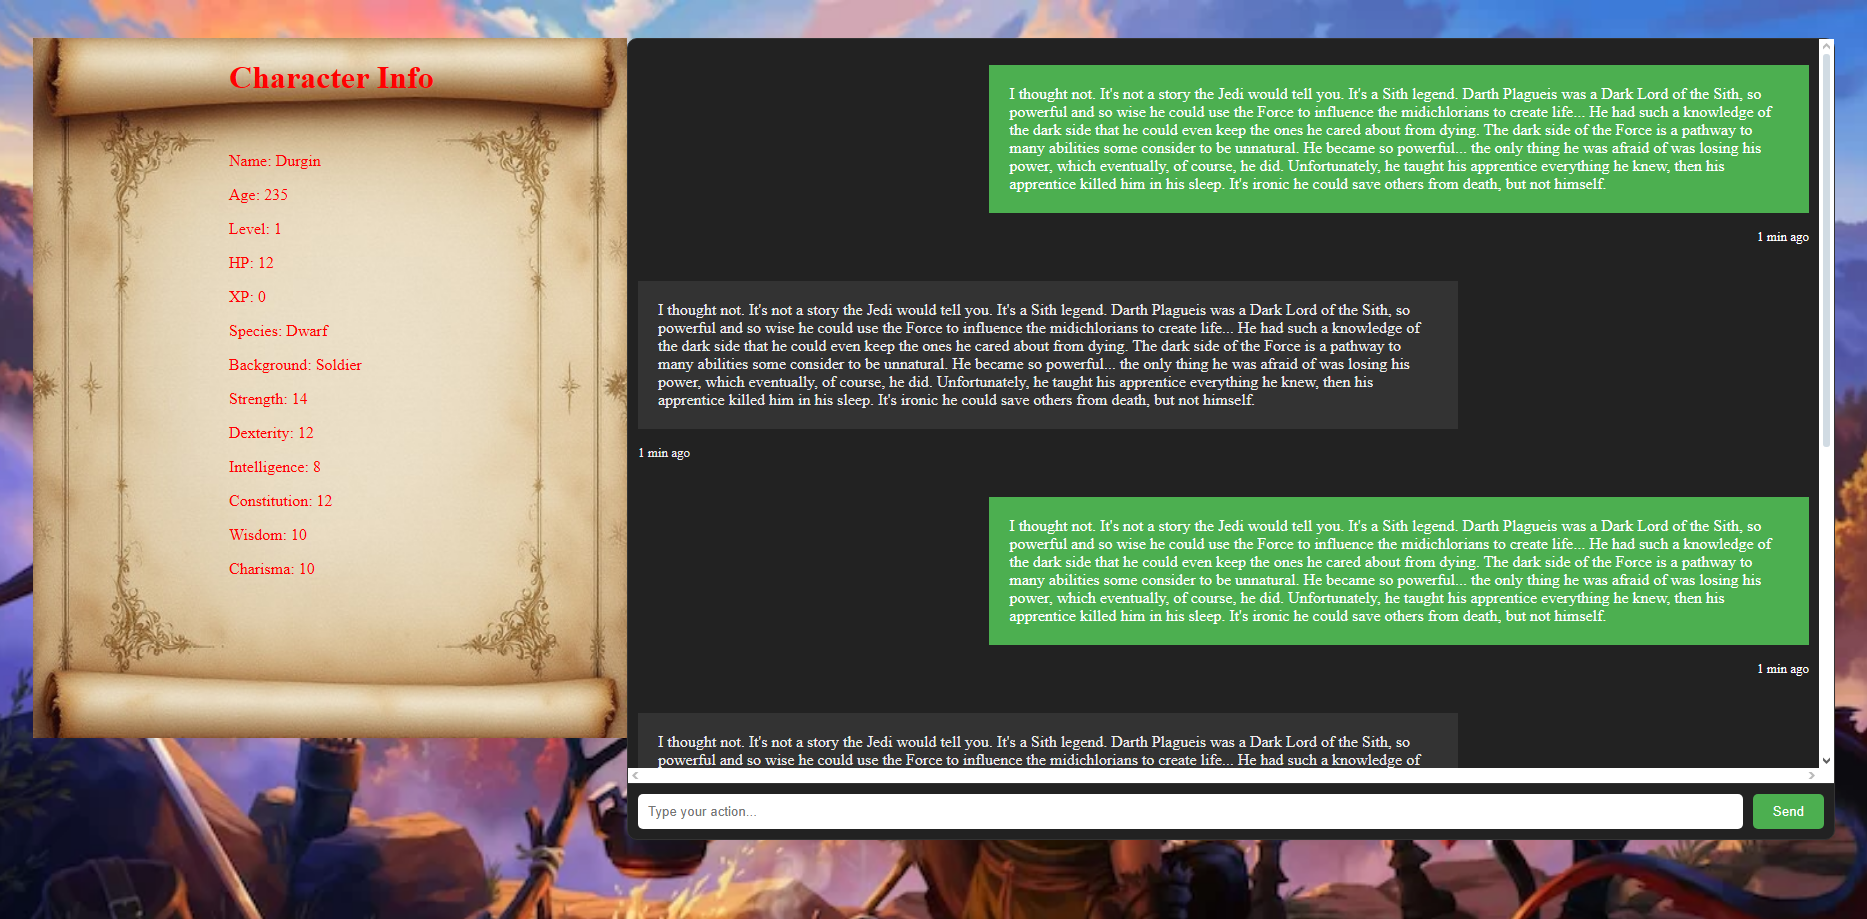 Character Info
Name: Durgin
Age: 235
Level: 1
HP: 12
XP: 0
Species: Dwarf
Background: Soldier
Strength: 14
Dexterity: 12
Intelligence: 8
Constitution: 12
Wisdom: 10
Charisma: 10
I thought not. It's not a story the Jedi would tell you. It's a Sith legend. Darth Plagueis was a Dark Lord of the Sith, so
powerful and so wise he could use the Force to influence the midichlorians to create life... He had such a knowledge of
the dark side that he could even keep the ones he cared about from dying. The dark side of the Force is a pathway to
many abilities some consider to be unnatural. He became so powerful... the only thing he was afraid of was losing his
power, which eventually, of course, he did. Unfortunately, he taught his apprentice everything he knew, then his
apprentice killed him in his sleep. It's ironic he could save others from death, but not himself.
1 min ago
I thought not. It's not a story the Jedi would tell you. It's a Sith legend. Darth Plagueis was a Dark Lord of the Sith, so
powerful and so wise he could use the Force to influence the midichlorians to create life... He had such a knowledge of
the dark side that he could even keep the ones he cared about from dying. The dark side of the Force is a pathway to
many abilities some consider to be unnatural. He became so powerful... the only thing he was afraid of was losing his
power, which eventually, of course, he did. Unfortunately, he taught his apprentice everything he knew, then his
apprentice killed him in his sleep. It's ironic he could save others from death, but not himself.
1 min ago
I thought not. It's not a story the Jedi would tell you. It's a Sith legend. Darth Plagueis was a Dark Lord of the Sith, so
powerful and so wise he could use the Force to influence the midichlorians to create life... He had such a knowledge of
the dark side that he could even keep the ones he cared about from dying. The dark side of the Force is a pathway to
many abilities some consider to be unnatural. He became so powerful... the only thing he was afraid of was losing his
power, which eventually, of course, he did. Unfortunately, he taught his apprentice everything he knew, then his
apprentice killed him in his sleep. It's ironic he could save others from death, but not himself.
1 min ago
I thought not. It's not a story the Jedi would tell you. It's a Sith legend. Darth Plagueis was a Dark Lord of the Sith, so
powerful and so wise he could use the Force to influence the midichlorians to create life... He had such a knowledge of
Type your action...
Send